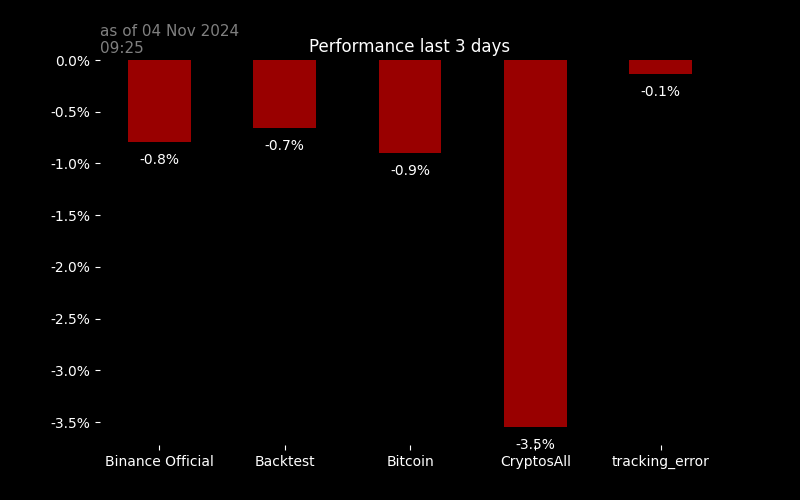 as of 04 Nov 2024
09:25
Performance last 3 days
0.0%
-0.5%
-1.0%
-1.5%
-2.0%
-2.5%
-3.0%
-3.5%
-0.8%
-0.7%
-0.9%
-3.5%
-0.1%
Binance Official
Backtest
Bitcoin
CryptosAll
tracking_error